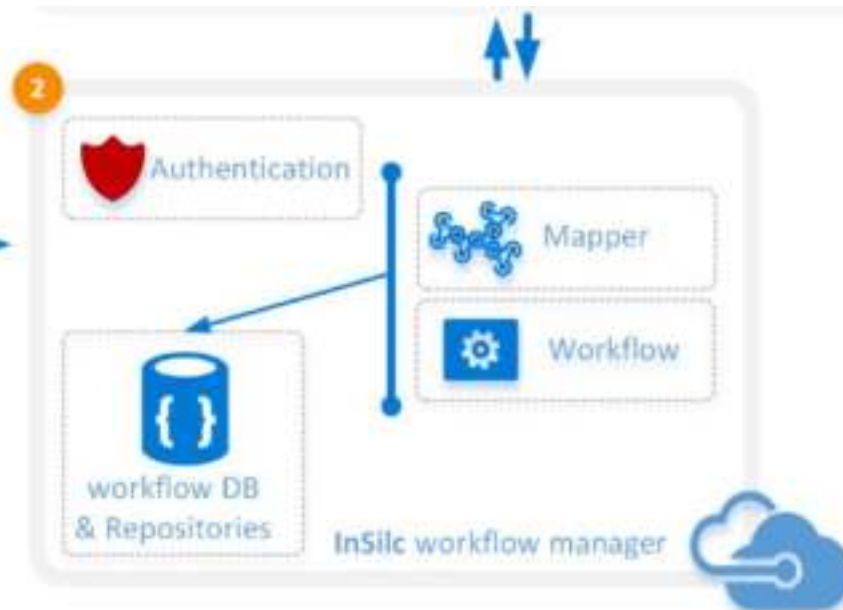 2
Authentication
Mapper
Workflow
{ }
workflow DB
& Repositories
InSilc workflow manager